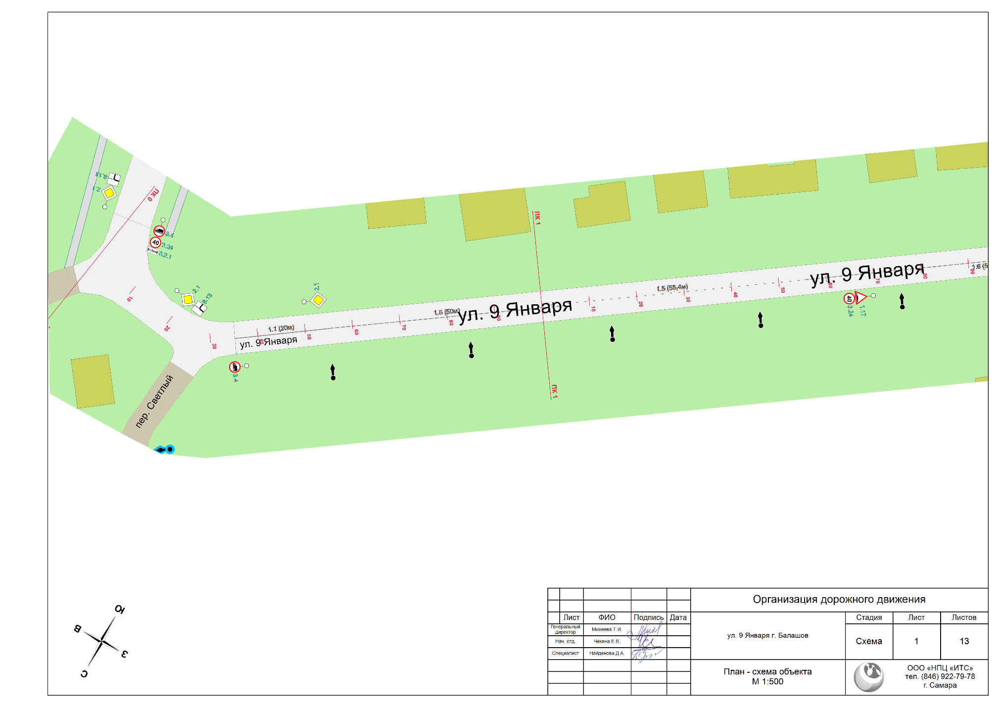 8.13
2.1
ПК 0
3.4
40
3.24
8.2.1
10
2.1
8.13
2.1
20
30
1.1 (20м)
40
50
60
70
1.6 (50м)
80
90
ул. 9 Января
ул. 9 Января
ПК 1
ПК 1
10
20
1.5 (55,4м)
30
40
50
60
ул. 9 Января
70
80
90
1.6 (5
40
3.24
1.17
3.4
пер. Светлый
Ю
В
З
С
Организация дорожного движения
Лист ФИО Подпись Дата
Стадия Лист Листов
Генеральный
директор Михеева Т.И.
Нач. отд. Чекина Е.В.
Специалист Найденова Д.А.
ул. 9 Января г. Балашов
Схема 1 13
План - схема объекта
М 1:500
ООО «НПЦ «ИТС»
тел. (846) 922-79-78
г. Самара